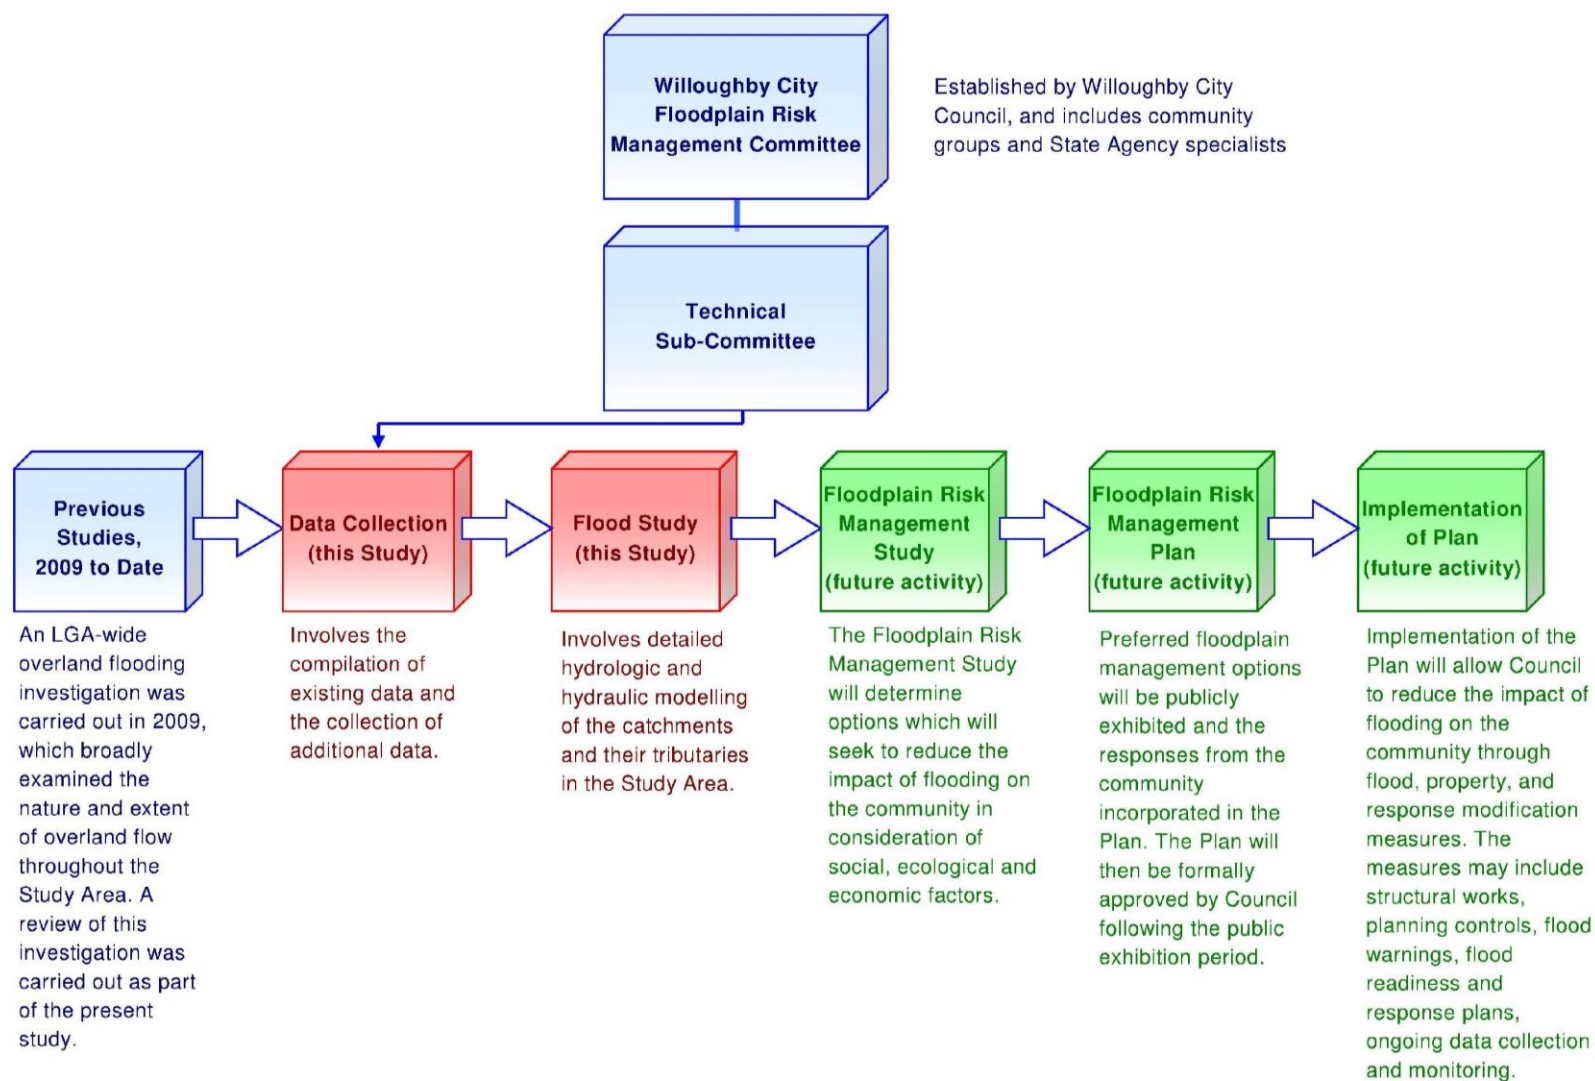 Willoughby City
Floodplain Risk
Management Committee
Established by Willoughby City
Council, and includes community
groups and State Agency specialists
Technical
Sub-Committee
Previous
Studies,
2009 to Date
An LGA-wide
overland flooding
investigation was
carried out in 2009,
which broadly
examined the
nature and extent
of overland flow
throughout the
Study Area. A
review of this
investigation was
carried out as part
of the present
study.
Data Collection
(this Study)
Involves the
compilation of
existing data and
the collection of
additional data.
Flood Study
(this Study)
Involves detailed
hydrologic and
hydraulic modelling
of the catchments
and their tributaries
in the Study Area.
Floodplain Risk
Management
Study
(future activity)
The Floodplain Risk
Management Study
will determine
options which will
seek to reduce the
impact of flooding on
the community in
consideration of
social, ecological and
economic factors.
Floodplain Risk
Management
Plan
(future activity)
Preferred floodplain
management options
will be publicly
exhibited and the
responses from the
community
incorporated in the
Plan. The Plan will
then be formally
approved by Council
following the public
exhibition period.
Implementation
of Plan
(future activity)
Implementation of the
Plan will allow Council
to reduce the impact of
flooding on the
community through
flood, property, and
response modification
measures. The
measures may include
structural works,
planning controls, flood
warnings, flood
readiness and
response plans,
ongoing data collection
and monitoring.